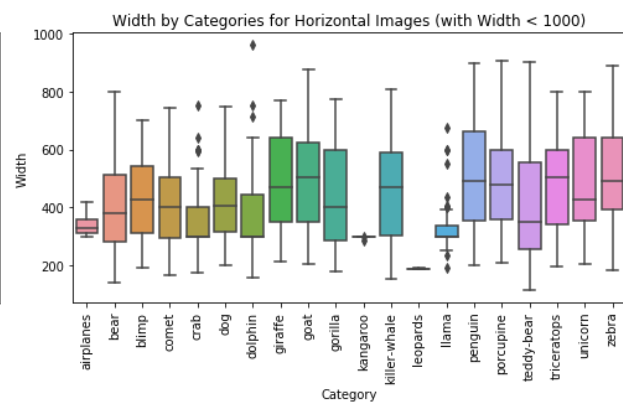 Width by Categories for Horizontal Images (with Width < 1000)
1000
800
600
400
200
Width
airplanes
bear
blimp
comet
crab
dog
dolphin
giraffe
goat
gorilla
kangaroo
killer-whale
leopards
llama
penguin
porcupine
teddy-bear
triceratops
unicorn
zebra
Category